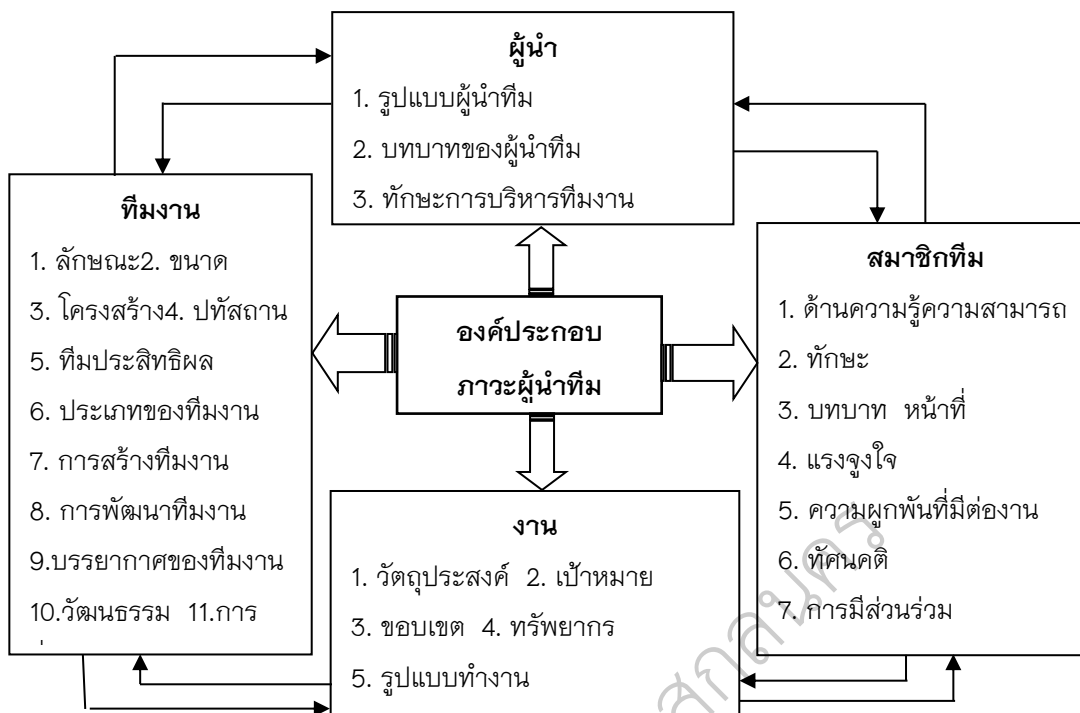 ผู้นำ
1. รูปแบบผู้นำทีม
2. บทบาทของผู้นำทีม
3. ทักษะการบริหารทีมงาน
ทีมงาน
1. ลักษณะ2. ขนาด
3. โครงสร้าง4. ปทัสถาน
5. ทีมประสิทธิผล
6. ประเภทของทีมงาน
7. การสร้างทีมงาน
8. การพัฒนาทีมงาน
9.บรรยากาศของทีมงาน
10.วัฒนธรรม 11.การ
องค์ประกอบ
ภาวะผู้นำทีม
สมาชิกทีม
1. ด้านความรู้ความสามารถ
2. ทักษะ
3. บทบาท หน้าที่
4. แรงจูงใจ
5. ความผูกพันที่มีต่องาน
6. ทัศนคติ
7. การมีส่วนร่วม
งาน
1. วัตถุประสงค์ 2. เป้าหมาย
3. ขอบเขต 4. ทรัพยากร
5. รูปแบบทำงาน
สกลนคร